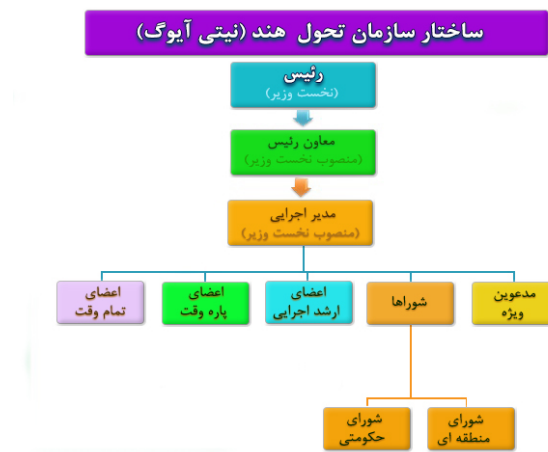 ساختار سازمان تحول هند (نیتی آیوگ)
رئیس
(نخست وزیر)
معاون رئیس
(منصوب نخست وزیر)
مدیر اجرایی
(منصوب نخست وزیر)
مدعوین
ویژه
شوراها
اعضای
ارشد اجرایی
اعضای
پاره وقت
اعضای
تمام وقت
شورای
منطقه ای
شورای
حکومتی